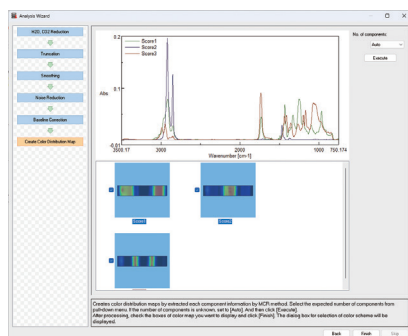 Analysis Wizard
H2O, CO2 Reduction
Truncation
Smoothing
Noise Reduction
Baseline Correction
Create Color Distribution Map
0.2
Score1
Score2
Score3
Abs
0.1
-0.01
3500.17
3000
2000
1000
750.174
Wavenumber [cm-1]
No. of components:
Auto
Execute
Score1
Score2
Score3
Creates color distribution maps by extracted each component information by MCR method. Select the expected number of components from
pulldown menu. If the number of components is unknown, set to [Auto]. And then click [Execute].
After processing, check the boxes of color map you want to display and click [Finish]. The dialog box for selection of color scheme will be
displayed.
Back
Finish
Stop